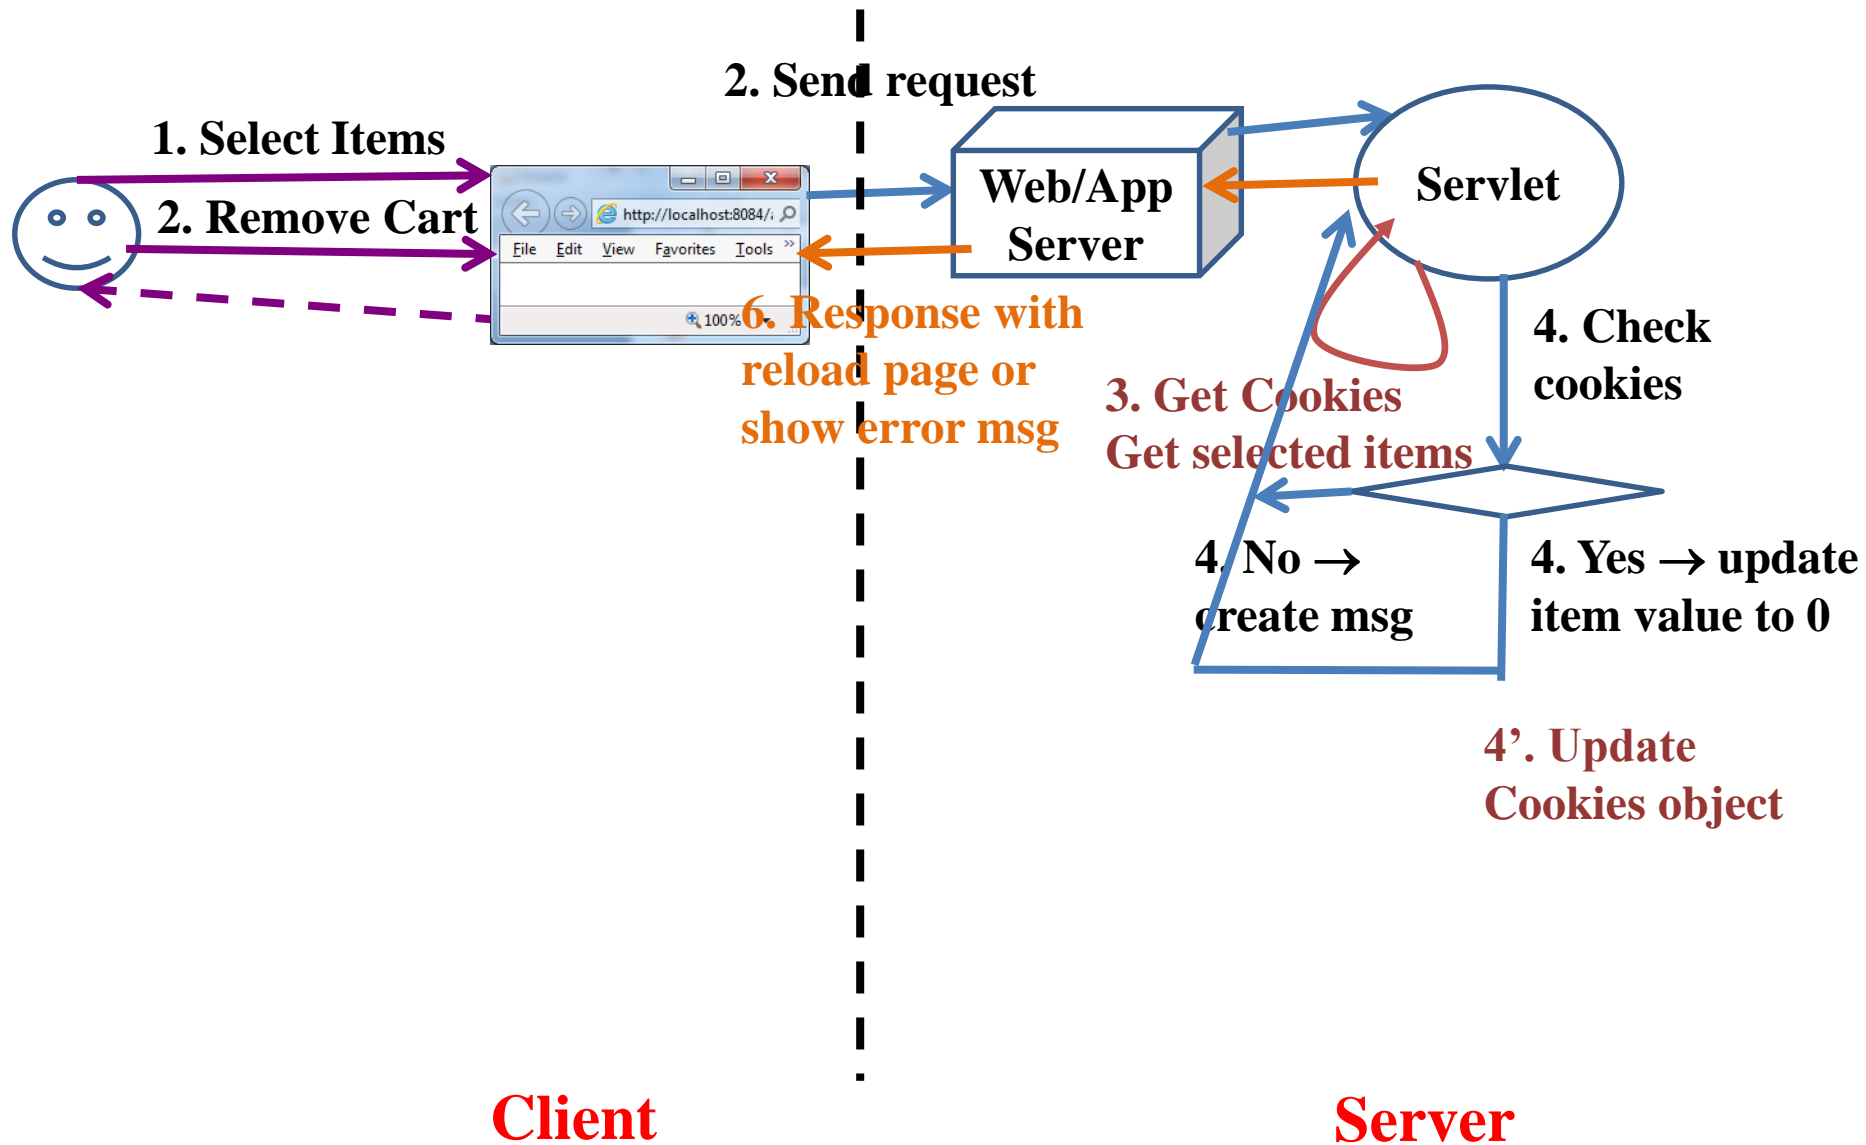 2. Send request
1. Select Items
2. Remove Cart
http://localhost:8084/
File Edit View Favorites Tools »
100%
Web/App
Server
Servlet
6. Response with
reload page or
show error msg
3. Get Cookies
Get selected items
4. Check
cookies
4. No →
create msg
4. Yes → update
item value to 0
4’. Update
Cookies object
Client
Server